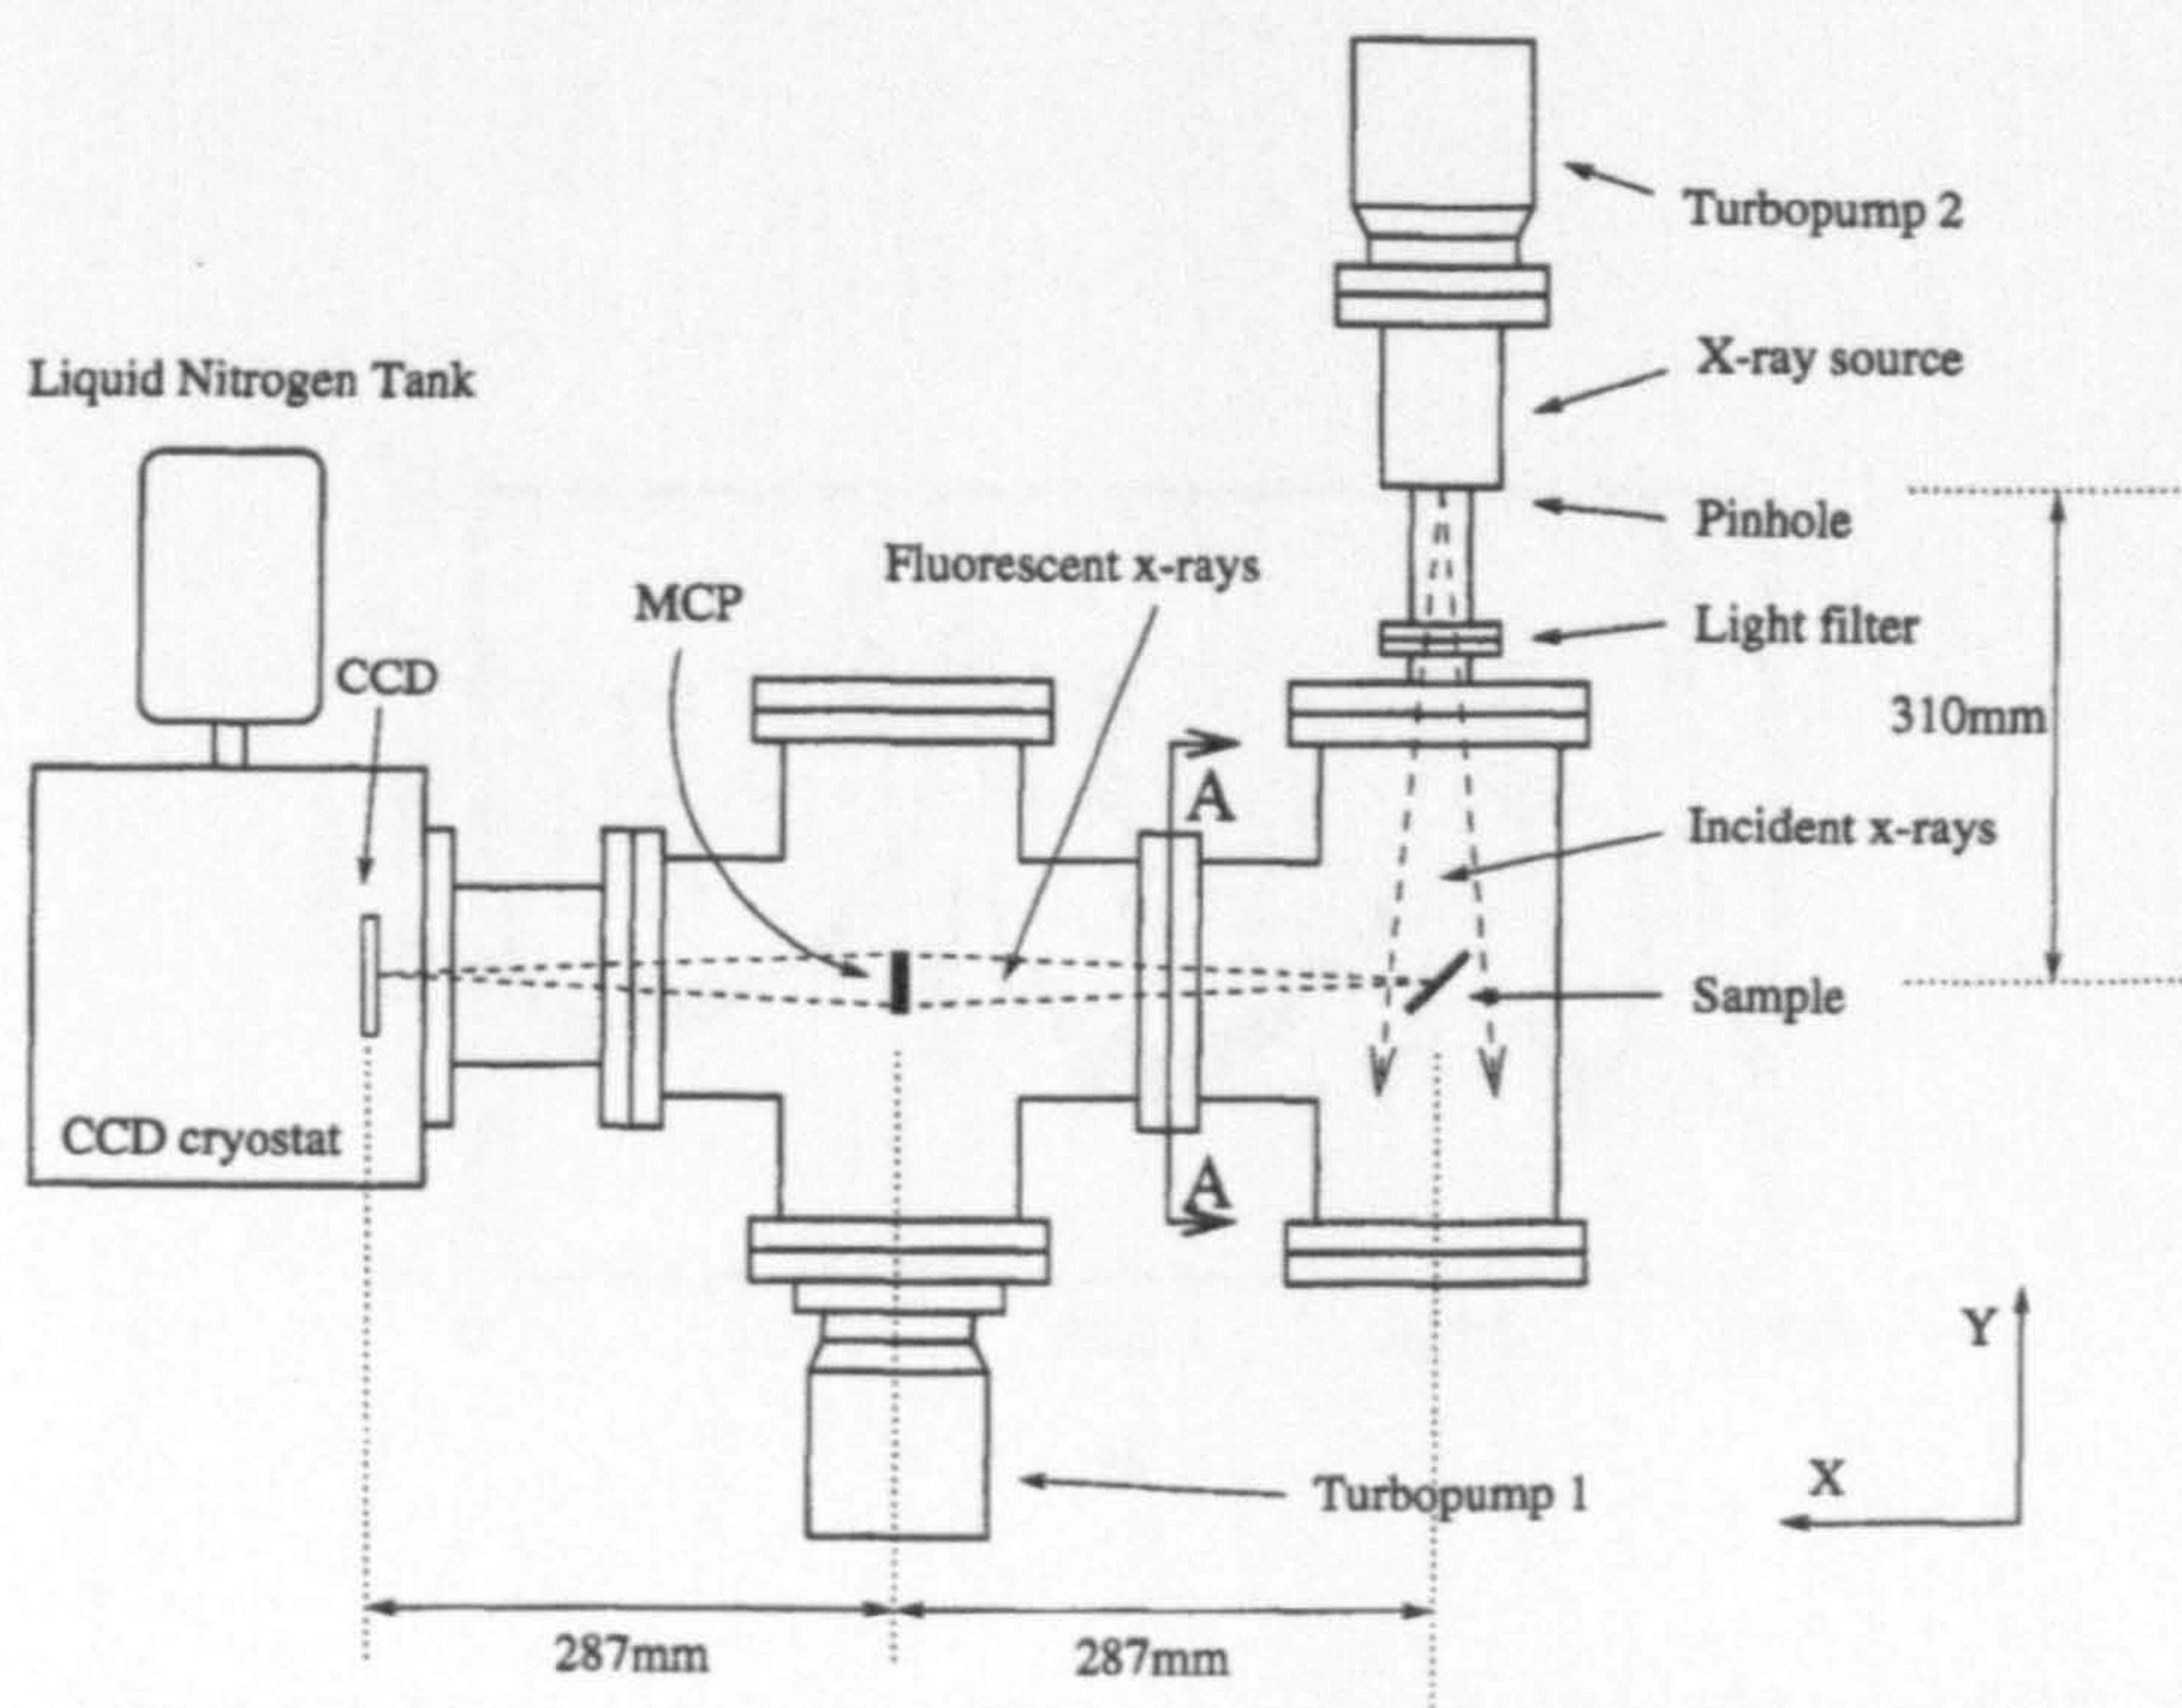 Turbopump 2
X-ray source
Liquid Nitrogen Tank
Pinhole
Fluorescent x-rays
MCP
Light filter
CCD
310mm
A
Incident x-rays
Sample
CCD cryostat
A
Y
X
Turbopump 1
287mm
287mm